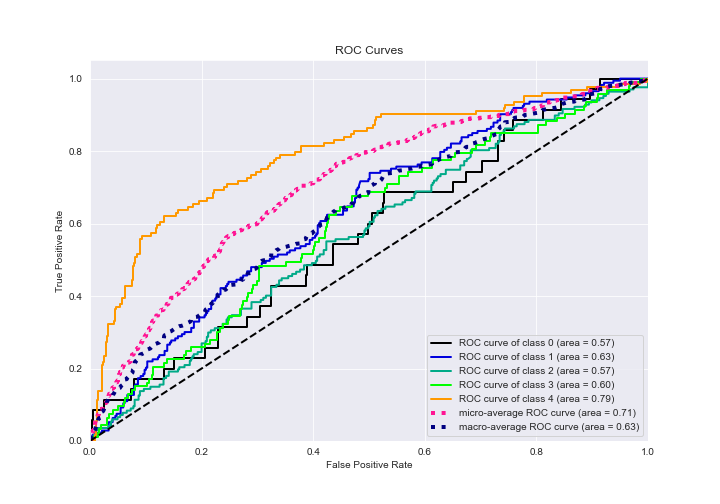 ROC Curves
1.0
0.8
0.6
0.4
0.2
0.0
True Positive Rate
0.0 0.2 0.4 0.6 0.8 1.0
False Positive Rate
ROC curve of class 0 (area = 0.57)
ROC curve of class 1 (area = 0.63)
ROC curve of class 2 (area = 0.57)
ROC curve of class 3 (area = 0.60)
ROC curve of class 4 (area = 0.79)
micro-average ROC curve (area = 0.71)
macro-average ROC curve (area = 0.63)